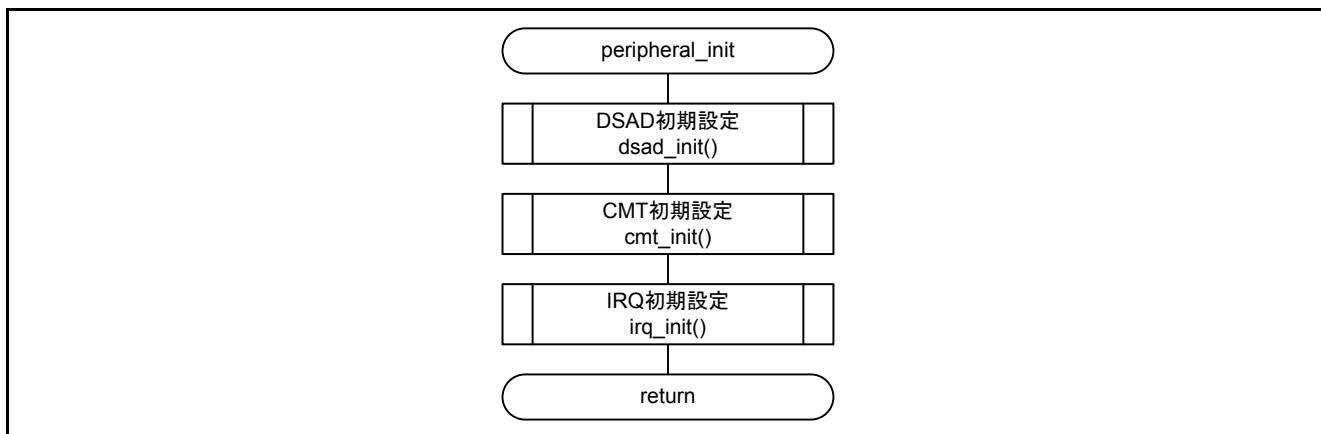 peripheral_init
DSAD初期設定
dsad_init()
CMT初期設定
cmt_init()
IRQ初期設定
irq_init()
return